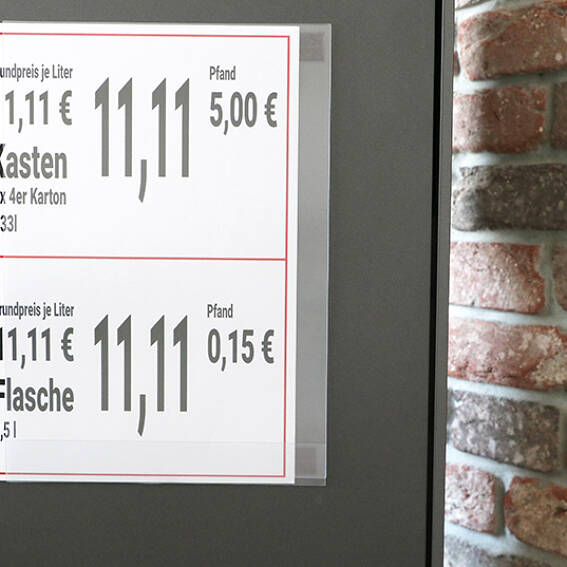 rundpreis je Liter
11,11 Pfand
11,11 €
5,00 €
Kasten
x 4er Karton
33l
rundpreis je Liter
11,11 Pfand
11,11 €
0,15 €
Flasche
,5 l